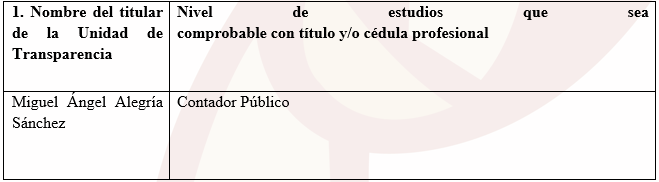 1. Nombre del titular
de la Unidad de
Transparencia
Nivel de estudios que sea
comprobable con título y/o cédula profesional
Miguel Ángel Alegría
Sánchez
Contador Público